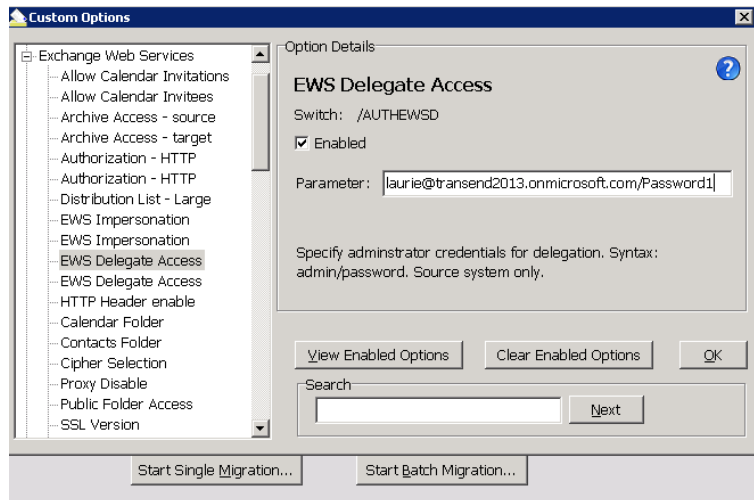 Custom Options
Exchange Web Services
Allow Calendar Invitations
Allow Calendar Invitees
Archive Access - source
Archive Access - target
Authorization - HTTP
Authorization - HTTP
Distribution List - Large
EWS Impersonation
EWS Impersonation
EWS Delegate Access
EWS Delegate Access
HTTP Header enable
Calendar Folder
Contacts Folder
Cipher Selection
Proxy Disable
Public Folder Access
SSL Version
Option Details
?
EWS Delegate Access
Switch: /AUTHEWSD
Enabled
Parameter: laurie@transend2013.onmicrosoft.com/Password1
Specify adminstrator credentials for delegation. Syntax:
admin/password. Source system only.
View Enabled Options Clear Enabled Options OK
Search
Next
Start Single Migration... Start Batch Migration...